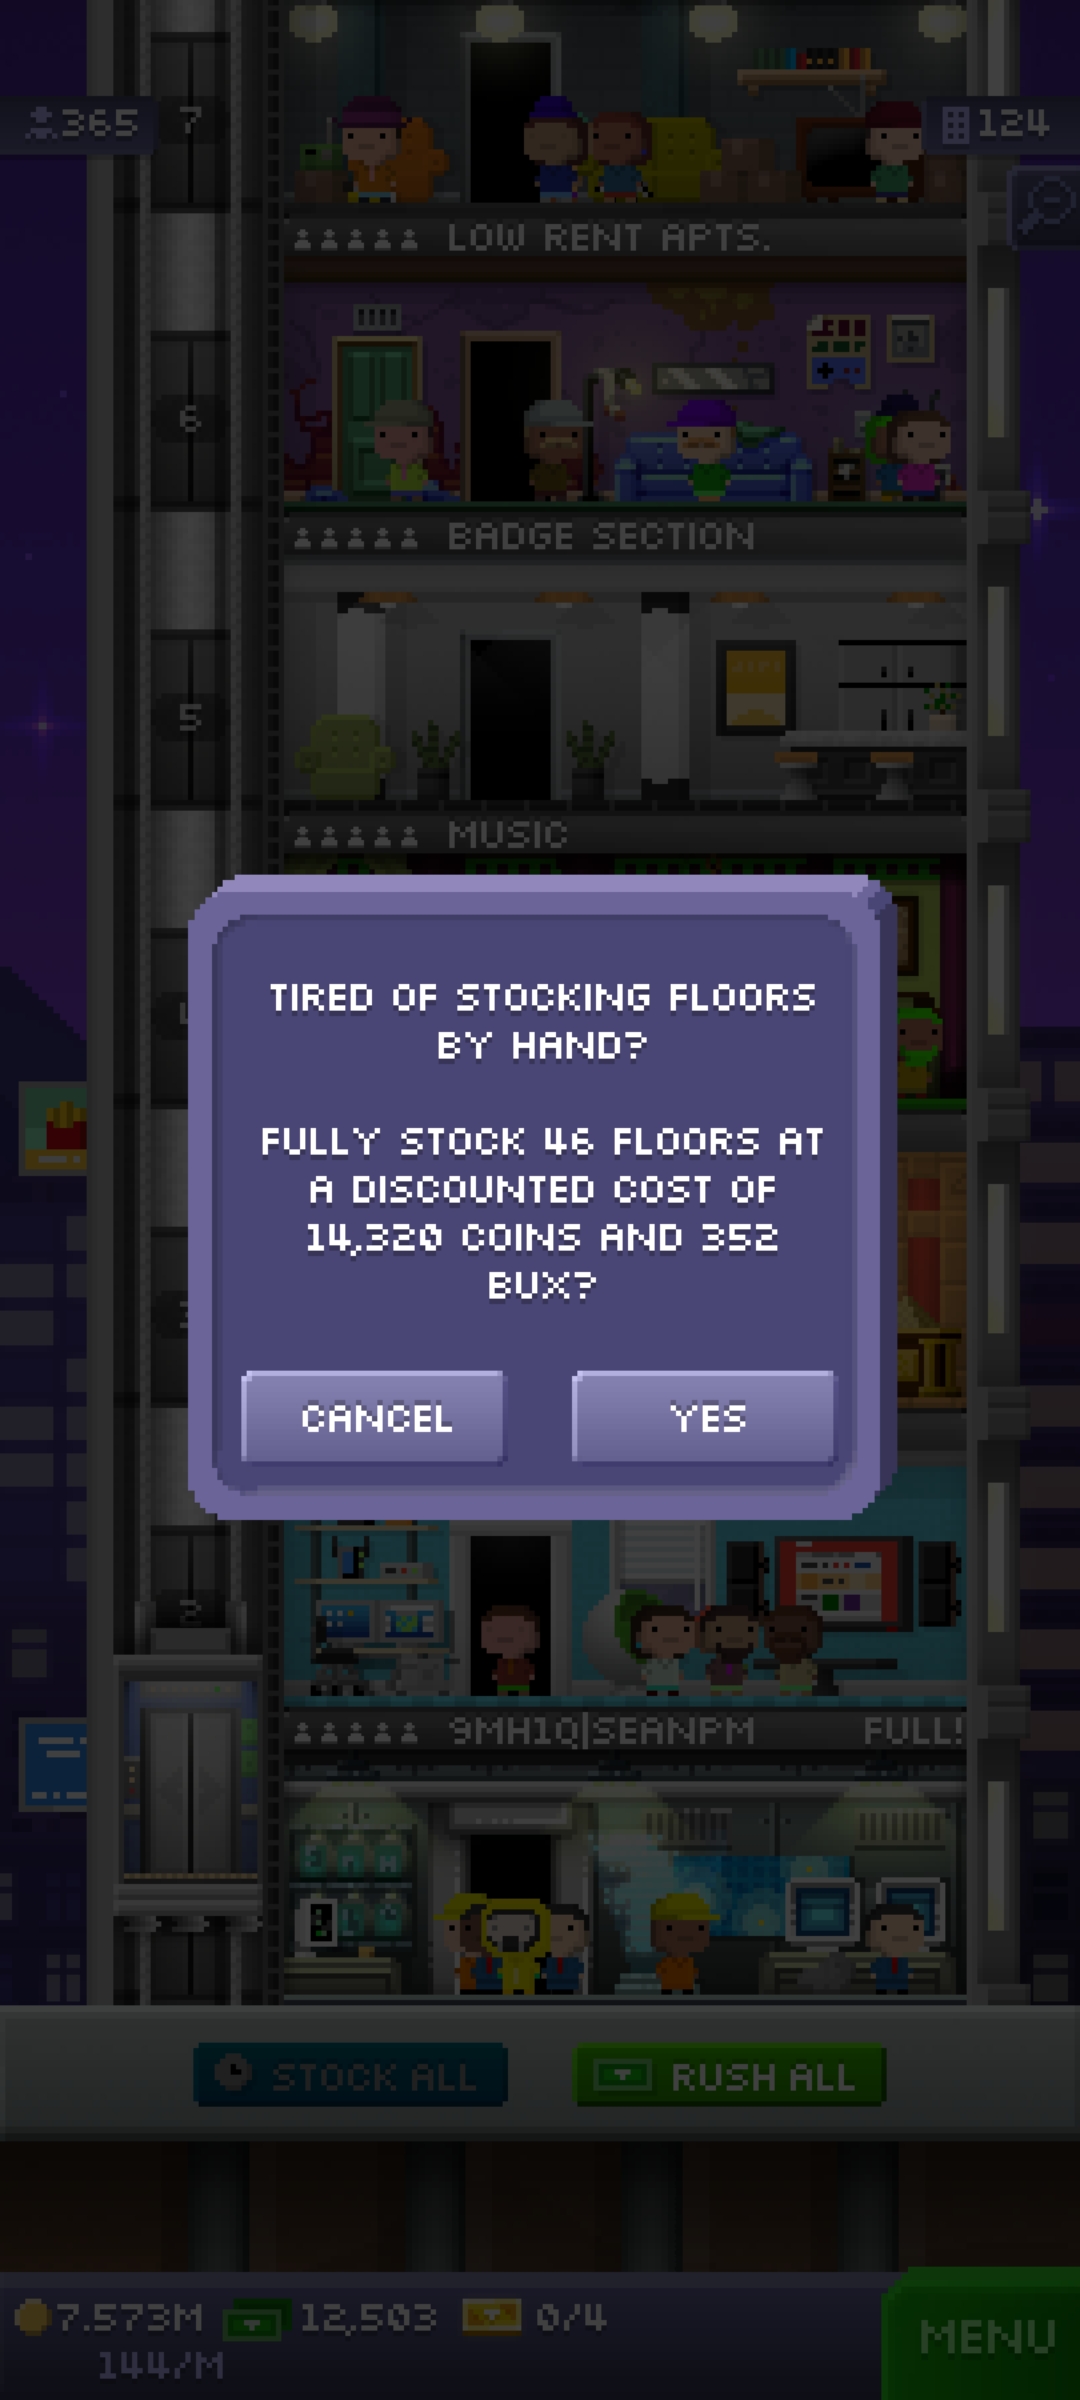 365
7
124
LOW RENT APTS.
6
BADGE SECTION
5
MUSIC
TIRED OF STOCKING FLOORS
BY HAND?
FULLY STOCK 46 FLOORS AT
A DISCOUNTED COST OF
14,320 COINS AND 352
BUX?
CANCEL
YES
2
9MH1Q|SEANPM
FULL!
STOCK ALL
RUSH ALL
7.573M
12,503
0/4
144/M
MENU